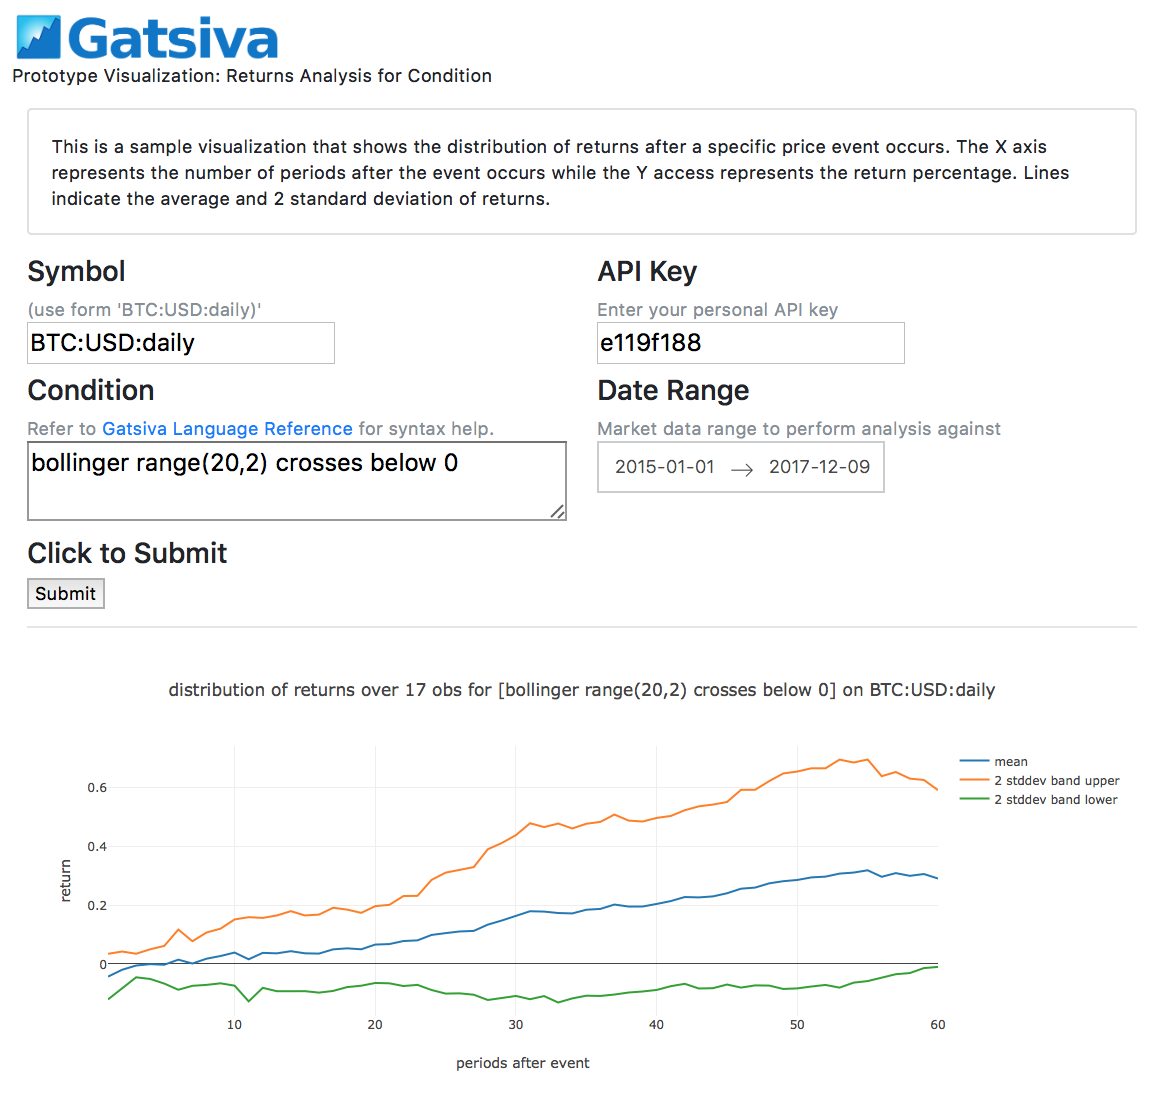 Gatsiva
Prototype Visualization: Returns Analysis for Condition
This is a sample visualization that shows the distribution of returns after a specific price event occurs. The X axis
represents the number of periods after the event occurs while the Y access represents the return percentage. Lines
indicate the average and 2 standard deviation of returns.
Symbol
(use form 'BTC:USD:daily)'
BTC:USD:daily
API Key
Enter your personal API key
e119f188
Condition
Refer to Gatsiva Language Reference for syntax help.
bollinger range(20,2) crosses below 0
Date Range
Market data range to perform analysis against
2015-01-01 → 2017-12-09
Click to Submit
Submit
distribution of returns over 17 obs for [bollinger range(20,2) crosses below 0] on BTC:USD:daily
mean
2 stddev band upper
2 stddev band lower
return
0.6
0.4
0.2
0
10 20 30 40 50 60
periods after event